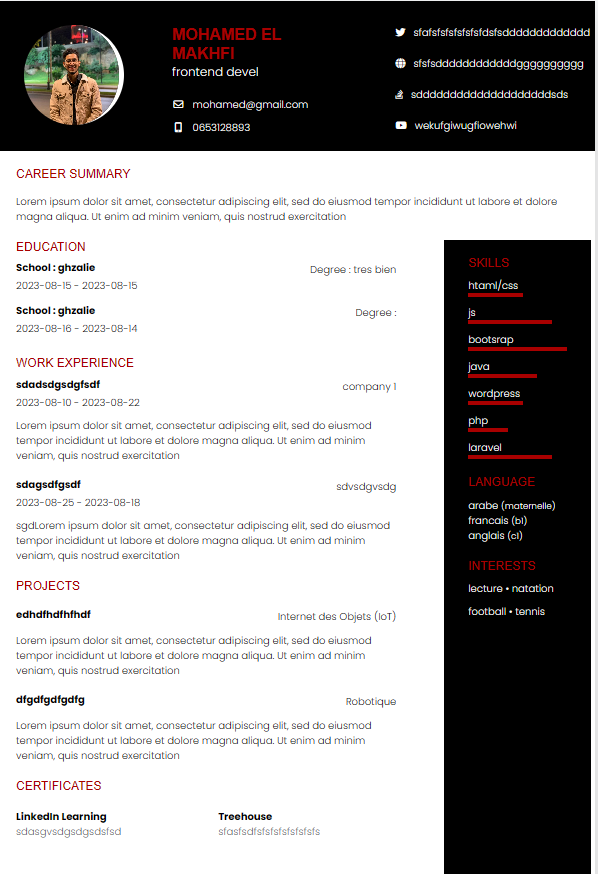 MOHAMED EL
MAKHFI
frontend devel
mohamed@gmail.com
0653128893
sfafsfsfsfsfsfdsfsddddddddddddd
sfsfsddddddddddddgggggggggg
sdddddddddddddddddddddsds
wekufgiwugfiowehwi
CAREER SUMMARY
Lorem ipsum dolor sit amet, consectetur adipiscing elit, sed do eiusmod tempor incididunt ut labore et dolore
magna aliqua. Ut enim ad minim veniam, quis nostrud exercitation
EDUCATION
School : ghzalie
Degree : tres bien
2023-08-15 - 2023-08-15
School : ghzalie
Degree :
2023-08-16 - 2023-08-14
WORK EXPERIENCE
sdadsdgsdgfsdf
company 1
2023-08-10 - 2023-08-22
Lorem ipsum dolor sit amet, consectetur adipiscing elit, sed do eiusmod
tempor incididunt ut labore et dolore magna aliqua. Ut enim ad minim
veniam, quis nostrud exercitation
sdagsdfgsdf
sdvsdgvsdg
2023-08-25 - 2023-08-18
sgdLorem ipsum dolor sit amet, consectetur adipiscing elit, sed do eiusmod
tempor incididunt ut labore et dolore magna aliqua. Ut enim ad minim
veniam, quis nostrud exercitation
PROJECTS
edhdfhdfhfhdf
Internet des Objets (IoT)
Lorem ipsum dolor sit amet, consectetur adipiscing elit, sed do eiusmod
tempor incididunt ut labore et dolore magna aliqua. Ut enim ad minim
veniam, quis nostrud exercitation
dfgdfgdfgdfg
Robotique
Lorem ipsum dolor sit amet, consectetur adipiscing elit, sed do eiusmod
tempor incididunt ut labore et dolore magna aliqua. Ut enim ad minim
veniam, quis nostrud exercitation
CERTIFICATES
LinkedIn Learning
sdasgvsdgsdgsdsfsd
Treehouse
sfasfsdfsfsfsfsfsfsfsfs
SKILLS
htaml/css
js
bootsrap
java
wordpress
php
laravel
LANGUAGE
arabe (maternelle)
francais (b1)
anglais (c1)
INTERESTS
lecture • natation
football • tennis